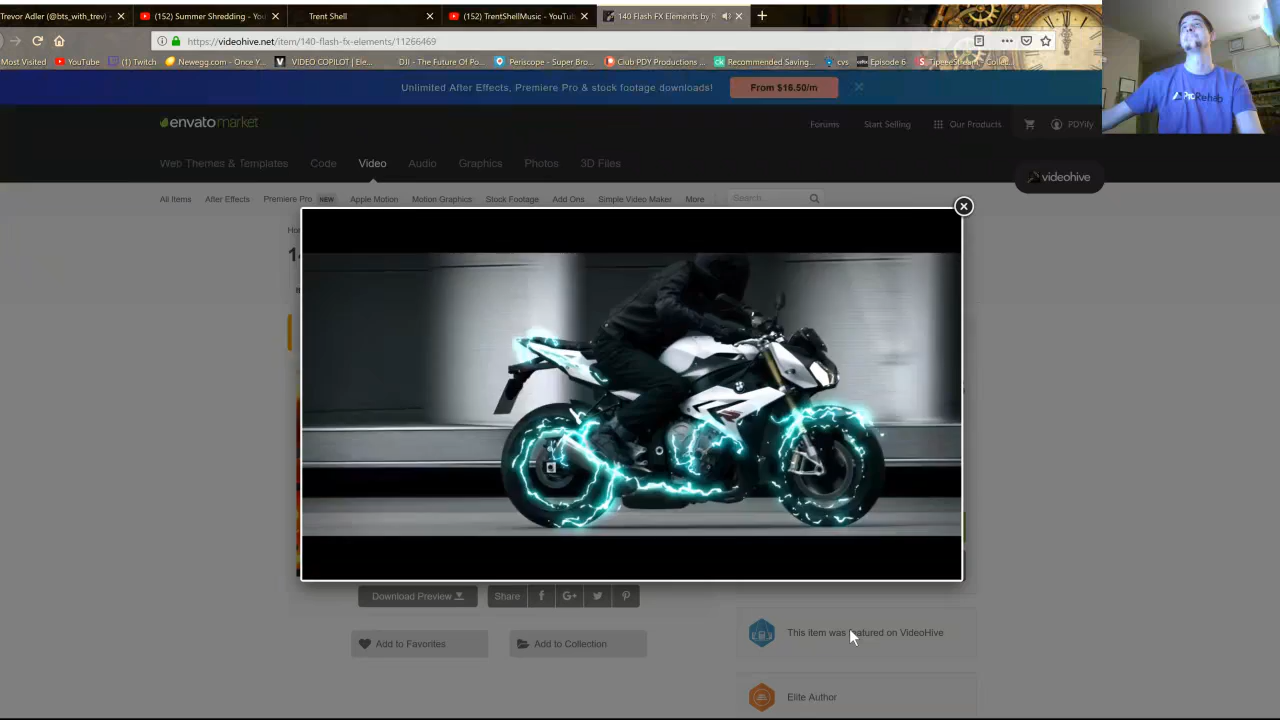 Trevor Adler (@bts_with_trev) -
(152) Summer Shredding - You
Trent Shell
(152) TrentShellMusic - YouTube
140 Flash FX Elements by R
https://videohive.net/item/140-flash-fx-elements/11266469
Most Visited
YouTube
(1) Twitch
Newegg.com - Once Y...
VIDEO COPILOT | Ele...
DJI - The Future Of Po...
Periscope - Super Bro...
Club PDY Productions ...
Recommended Saving...
cvs
Episode 6
TipeeeStream - Collec...
Unlimited After Effects, Premiere Pro & stock footage downloads!
From $16.50/m
envatomarket
Forums
Start Selling
Our Products
PDYify
Web Themes & Templates
Code
Video
Audio
Graphics
Photos
3D Files
videohive
All Items
After Effects
Premiere Pro NEW
Apple Motion
Motion Graphics
Stock Footage
Add Ons
Simple Video Maker
More
Search...
ProRehab
Download Preview
Share
Add to Favorites
Add to Collection
This item was featured on VideoHive
Elite Author